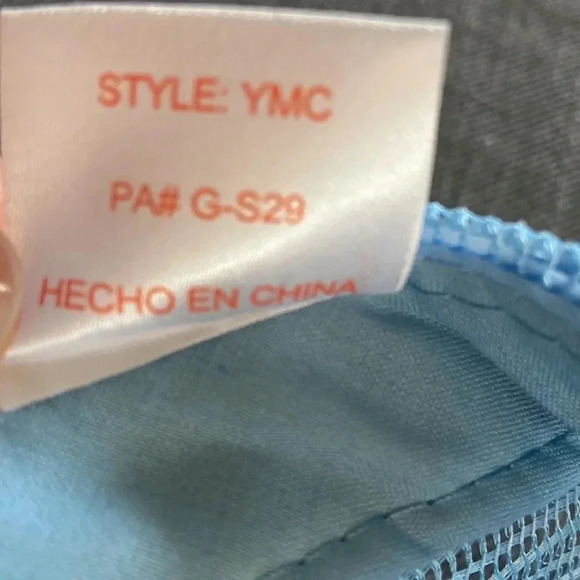 STYLE: YMC
PA# G-S29
HECHO EN CHINA